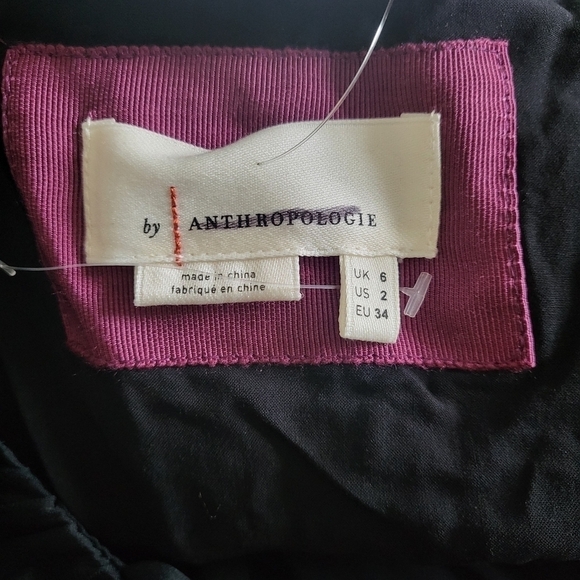 by ANTHROPOLOGIE
made in china
fabriqué en chine
UK 6
US 2
EU 34